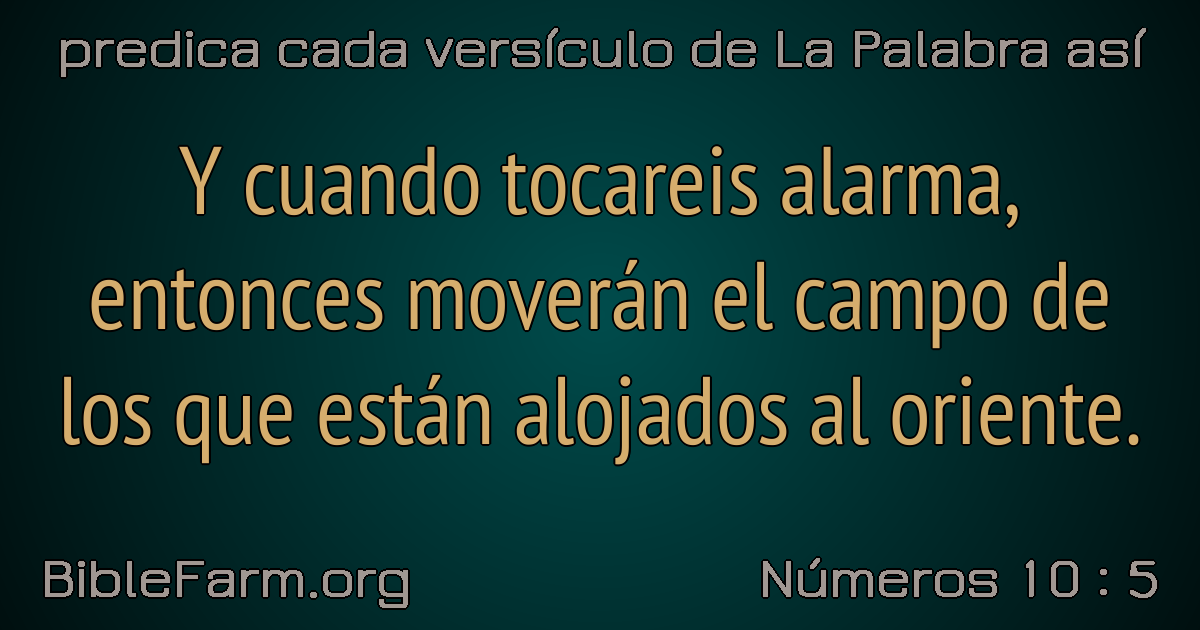 predica cada versículo de La Palabra así
Y cuando tocareis alarma,
entonces moverán el campo de
los que están alojados al oriente.
BibleFarm.org
Números 10 : 5